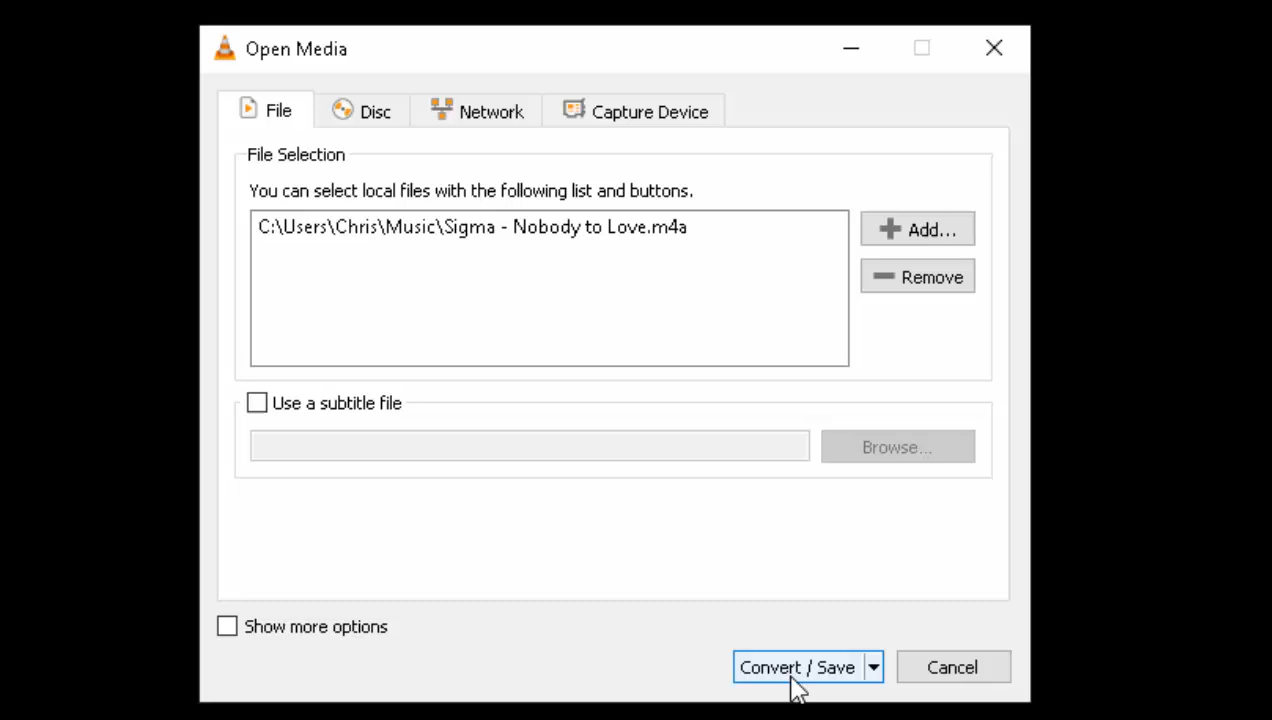 Open Media
File
Disc
Network
Capture Device
File Selection
You can select local files with the following list and buttons.
C:\Users\Chris\Music\Sigma - Nobody to Love.m4a
Add...
Remove
Use a subtitle file
Browse...
Show more options
Convert / Save
Cancel